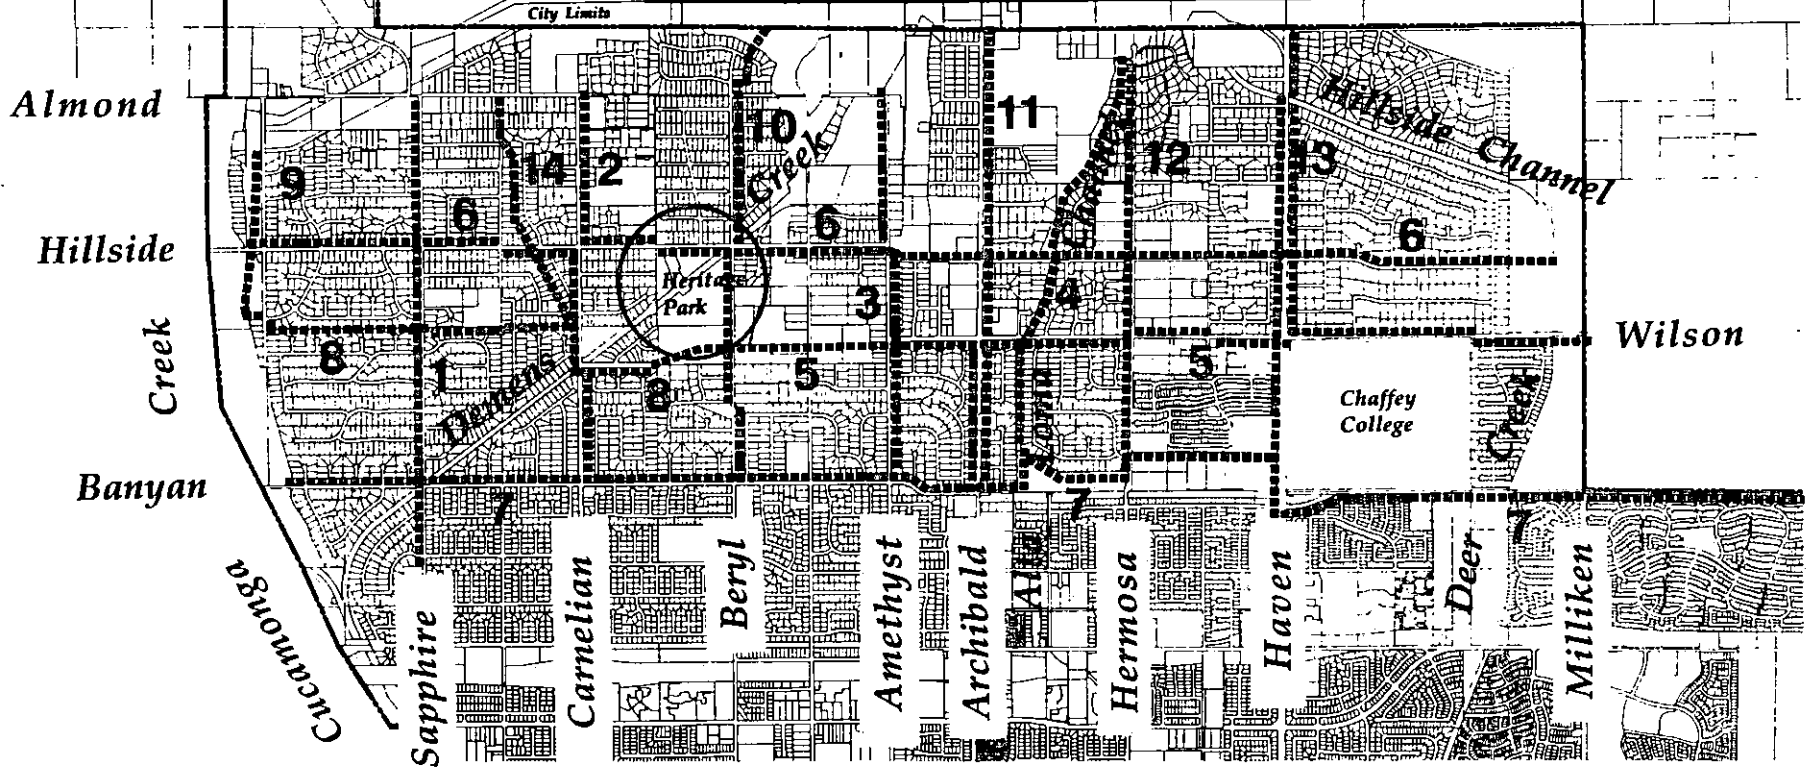 City Limits
Almond
9
6
14
2
10
Creek
6
11
Channel
12
13
Hillside Channel
6
Hillside
Heritage
Park
3
4
Wilson
Creek
8
1
Demens
8
5
5
Chaffey
College
Creek
Banyan
7
7
7
Cucamonga
Sapphire
Carnelian
Beryl
Amethyst
Archibald
Alta Loma
Hermosa
Haven
Deer
Milliken